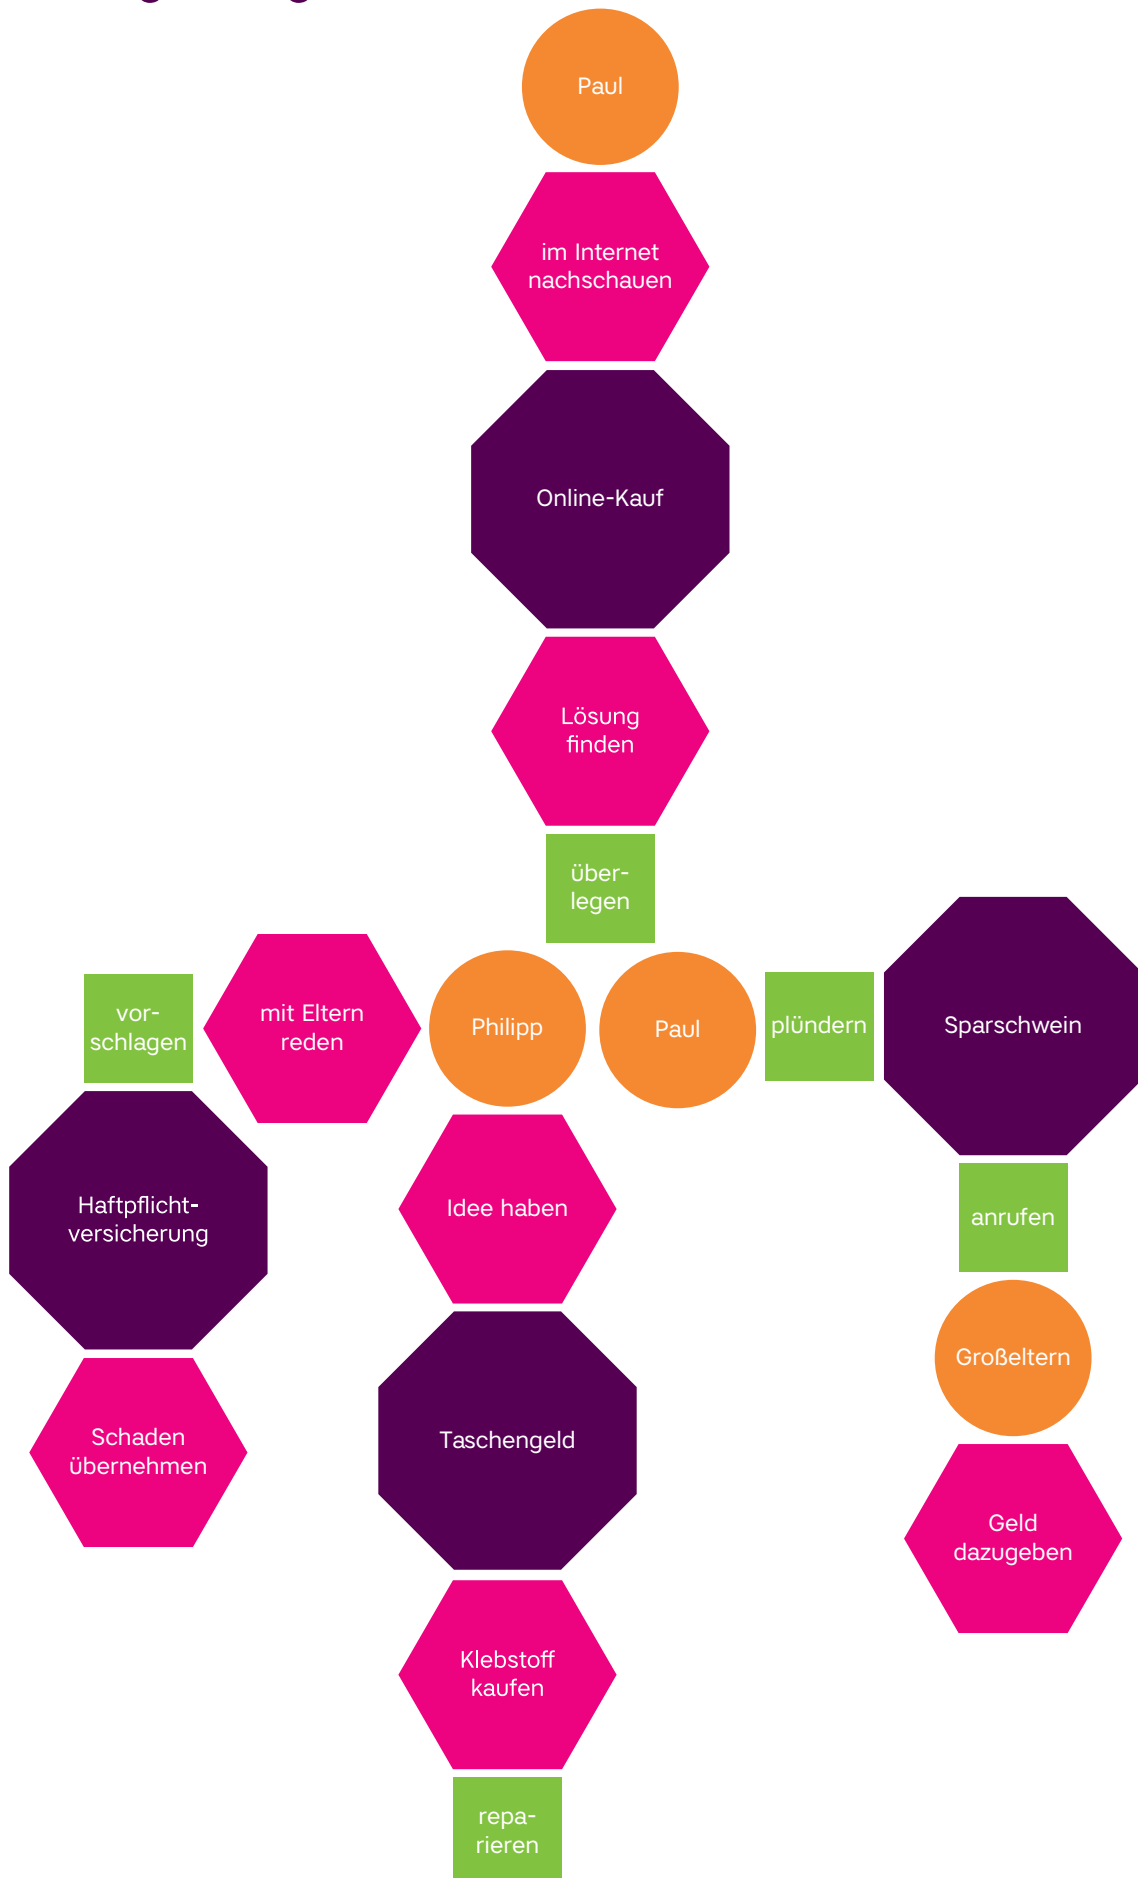 Paul
im Internet
nachschauen
Online-Kauf
Lösung
finden
über-
legen
vor-
schlagen
mit Eltern
reden
Philipp
Paul
plündern
Sparschwein
Haftpflicht-
versicherung
Idee haben
anrufen
Großeltern
Schaden
übernehmen
Taschengeld
Geld
dazugeben
Klebstoff
kaufen
repa-
rieren